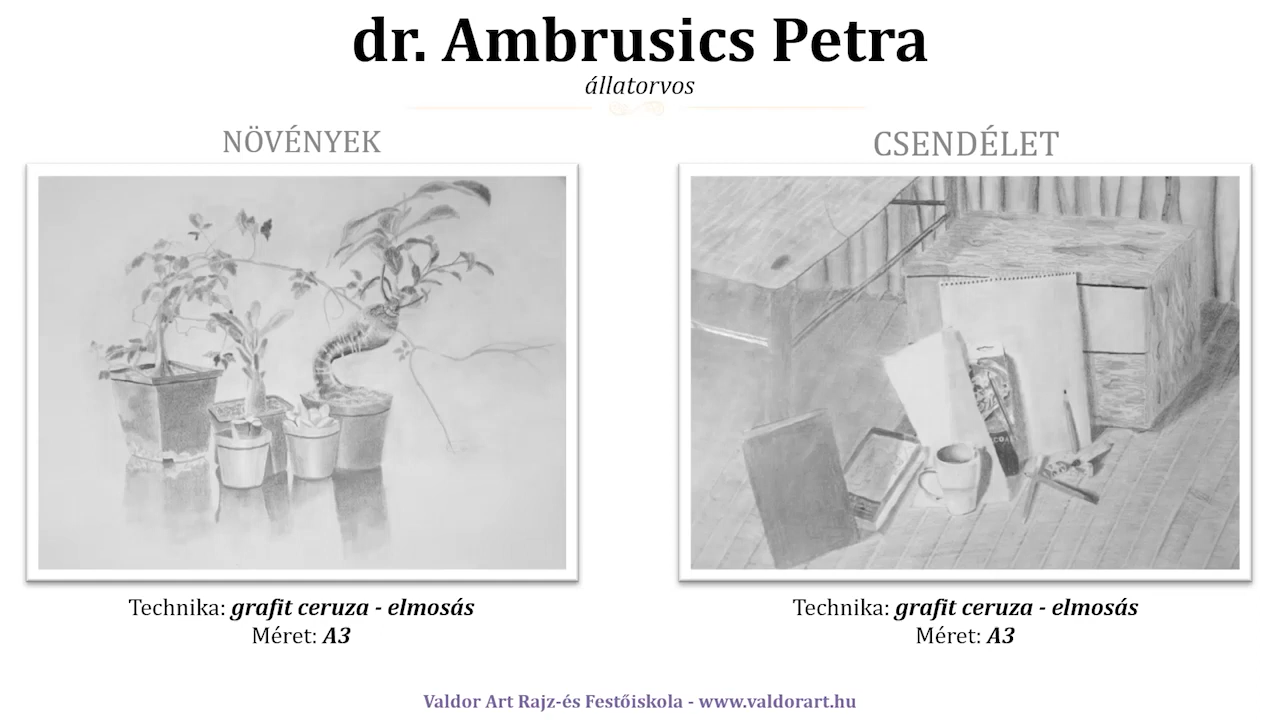 dr. Ambrusics Petra
állatorvos
NÖVÉNYEK
CSENDÉLET
Technika: grafit ceruza - elmosás
Méret: A3
Technika: grafit ceruza - elmosás
Méret: A3
Valdor Art Rajz-és Festőiskola - www.valdorart.hu